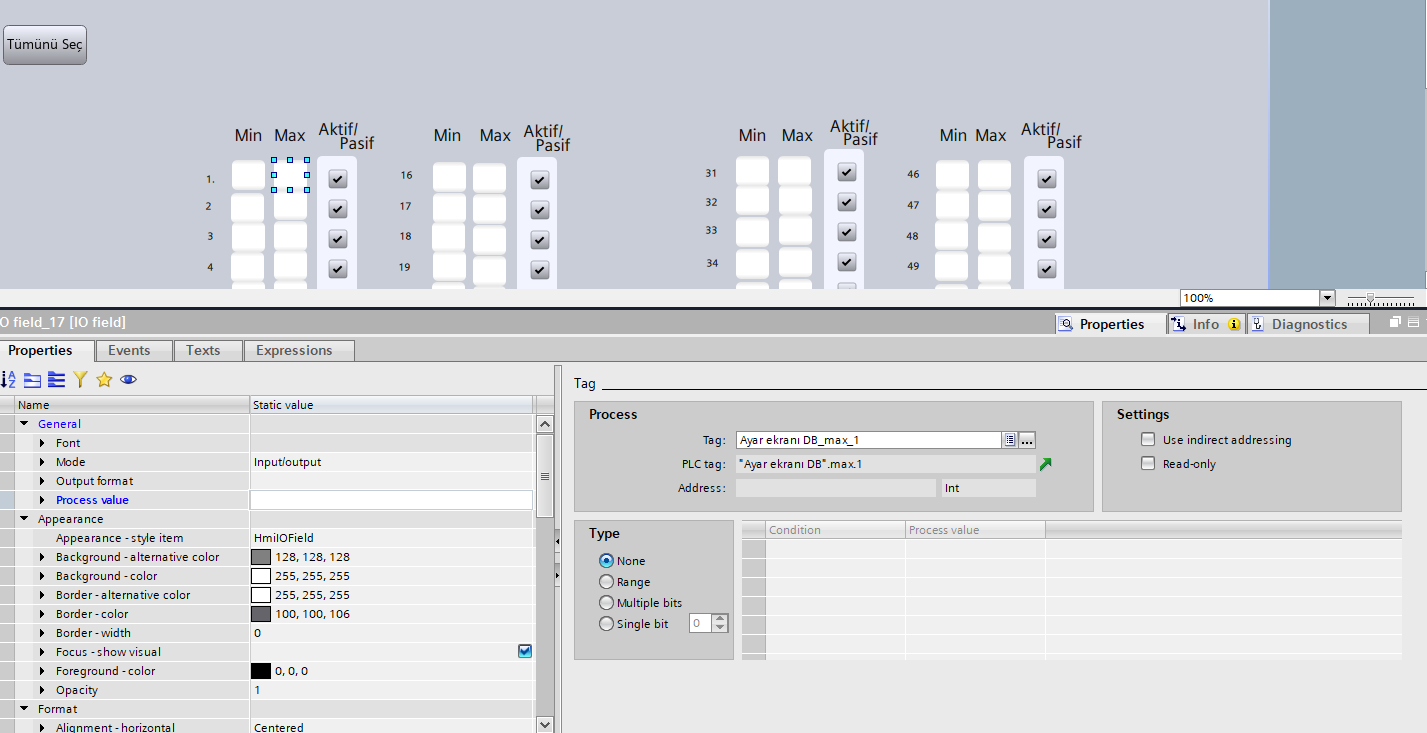 Tümünü Seç
Min Max Aktif/ Pasif Min Max Aktif/ Pasif Min Max Aktif/ Pasif Min Max Aktif/ Pasif
1. 16 31 46
2 17 32 47
3 18 33 48
4 19 34 49
100%
IO field_17 [IO field]
Properties Info Diagnostics
Properties Events Texts Expressions
Name Static value
General
Font
Mode Input/output
Output format
Process value
Appearance
Appearance - style item HmiIOField
Background - alternative color 128, 128, 128
Background - color 255, 255, 255
Border - alternative color 255, 255, 255
Border - color 100, 100, 106
Border - width 0
Focus - show visual
Foreground - color 0, 0, 0
Opacity 1
Format
Alignment - horizontal Centered
Tag
Process
Tag: Ayar ekranı DB_max_1
PLC tag: "Ayar ekranı DB".max.1
Address: Int
Settings
Use indirect addressing
Read-only
Type
None
Range
Multiple bits
Single bit 0
Condition Process value